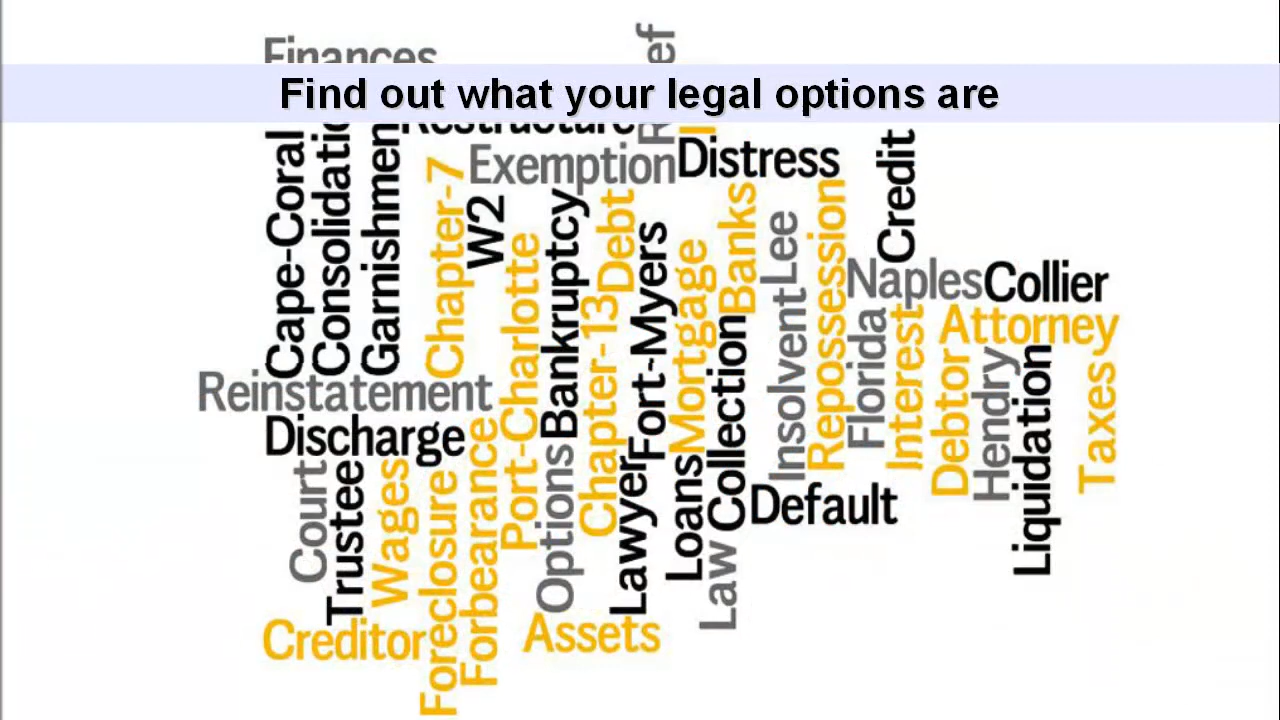 Finances
Find out what your legal options are
Restructure
Exemption
Distress
Cape-Coral
Garnishmen
Chapter-7
W2
Port-Charlotte
Bankruptcy
Debt
Chapter-13
Fort-Myers
Mortgage
Banks
Collection
Lee
Insolvent
Repossession
Credit
Naples
Collier
Florida
Interest
Attorney
Debtor
Hendry
Liquidation
Taxes
Reinstatement
Discharge
Court
Trustee
Wages
Foreclosure
Forbearance
Options
Lawyer
Loans
Law
Default
Creditor
Assets